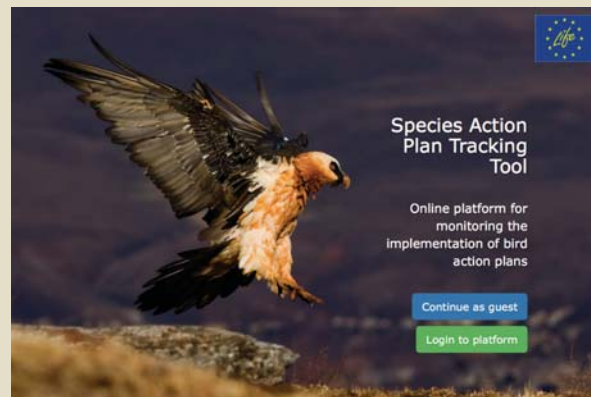 Life
Species Action
Plan Tracking
Tool
Online platform for
monitoring the
implementation of bird
action plans
Continue as guest
Login to platform